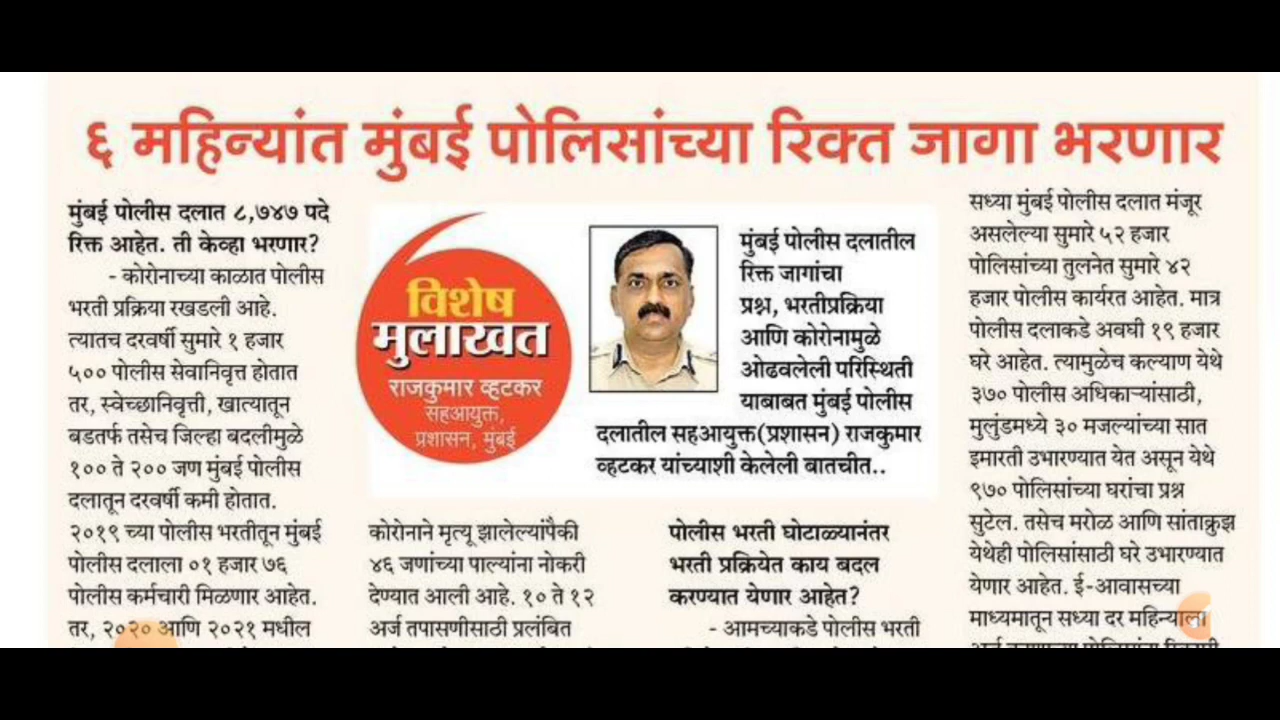 ६ महिन्यांत मुंबई पोलिसांच्या रिक्त जागा भरणार
मुंबई पोलीस दलात ८,७४७ पदे
रिक्त आहेत. ती केव्हा भरणार?
- कोरोनाच्या काळात पोलीस
भरती प्रक्रिया रखडली आहे.
त्यातच दरवर्षी सुमारे १ हजार
५०० पोलीस सेवानिवृत्त होतात
तर, स्वेच्छानिवृत्ती, खात्यातून
बडतर्फ तसेच जिल्हा बदलीमुळे
१०० ते २०० जण मुंबई पोलीस
दलातून दरवर्षी कमी होतात.
२०१९ च्या पोलीस भरतीतून मुंबई
पोलीस दलाला ०१ हजार ७६
पोलीस कर्मचारी मिळणार आहेत.
तर, २०२० आणि २०२१ मधील
विशेष
मुलाखत
राजकुमार व्हटकर
सहआयुक्त,
प्रशासन, मुंबई
मुंबई पोलीस दलातील
रिक्त जागांचा
प्रश्न, भरतीप्रक्रिया
आणि कोरोनामुळे
ओढवलेली परिस्थिती
याबाबत मुंबई पोलीस
दलातील सहआयुक्त(प्रशासन) राजकुमार
व्हटकर यांच्याशी केलेली बातचीत..
कोरोनाने मृत्यू झालेल्यांपैकी
४६ जणांच्या पाल्यांना नोकरी
देण्यात आली आहे. १० ते १२
अर्ज तपासणीसाठी प्रलंबित
पोलीस भरती घोटाळ्यानंतर
भरती प्रक्रियेत काय बदल
करण्यात येणार आहेत?
- आमच्याकडे पोलीस भरती
सध्या मुंबई पोलीस दलात मंजूर
असलेल्या सुमारे ५२ हजार
पोलिसांच्या तुलनेत सुमारे ४२
हजार पोलीस कार्यरत आहेत. मात्र
पोलीस दलाकडे अवघी १९ हजार
घरे आहेत. त्यामुळेच कल्याण येथे
३७० पोलीस अधिकाऱ्यांसाठी,
मुलुंडमध्ये ३० मजल्यांच्या सात
इमारती उभारण्यात येत असून येथे
९७० पोलिसांच्या घरांचा प्रश्न
सुटेल. तसेच मरोळ आणि सांताक्रुझ
येथेही पोलिसांसाठी घरे उभारण्यात
येणार आहेत. ई-आवासच्या
माध्यमातून सध्या दर महिन्याला